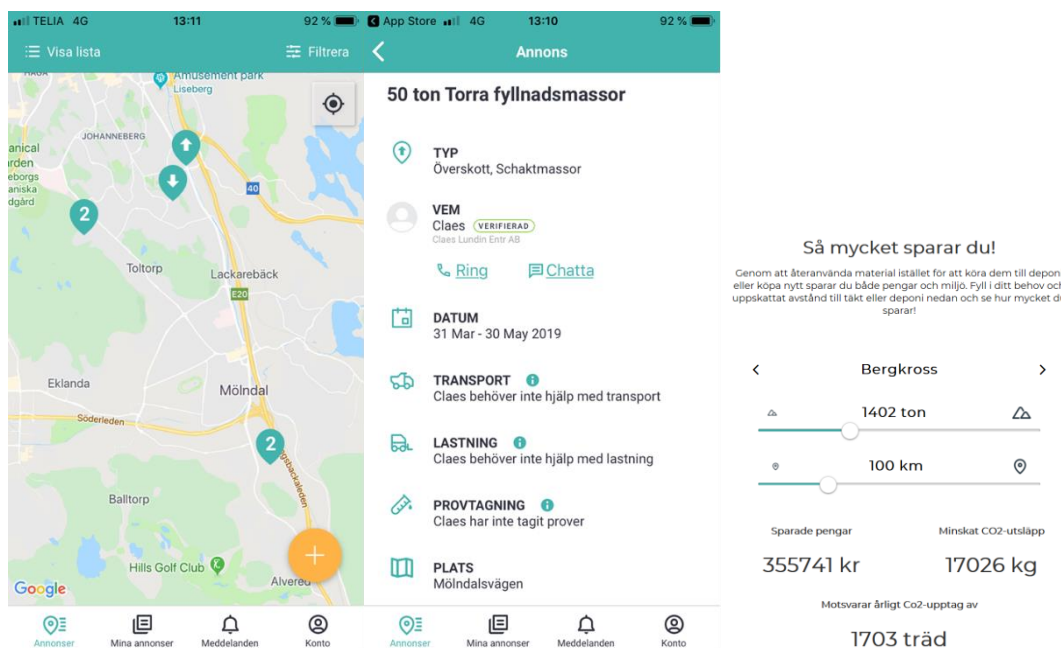 TELIA 4G 13:11 92 %
Visa lista Filtrera
HAGA
Amusement park
Liseberg
JOHANNEBERG
anical
rden
eborgs
aniska
dgård
40
2
Toltorp
Lackarebäck
E20
Eklanda
Mölndal
Söderleden
2
gsbackaleden
Balltorp
Hills Golf Club
Alvered
+
Google
Annonser Mina annonser Meddelanden Konto
App Store 4G 13:10 92 %
Annons
50 ton Torra fyllnadsmassor
TYP
Överskott, Schaktmassor
VEM
Claes VERIFIERAD
Claes Lundin Entr AB
Ring Chatta
DATUM
31 Mar - 30 May 2019
TRANSPORT
Claes behöver inte hjälp med transport
LASTNING
Claes behöver inte hjälp med lastning
PROVTAGNING
Claes har inte tagit prover
PLATS
Mölndalsvägen
Annonser Mina annonser Meddelanden Konto
Så mycket sparar du!
Genom att återanvända material istället för att köra dem till deponi
eller köpa nytt sparar du både pengar och miljö. Fyll i ditt behov och
uppskattat avstånd till täkt eller deponi nedan och se hur mycket du
sparar!
Bergkross
1402 ton
100 km
Sparade pengar Minskat CO2-utsläpp
355741 kr 17026 kg
Motsvarar årligt Co2-upptag av
1703 träd